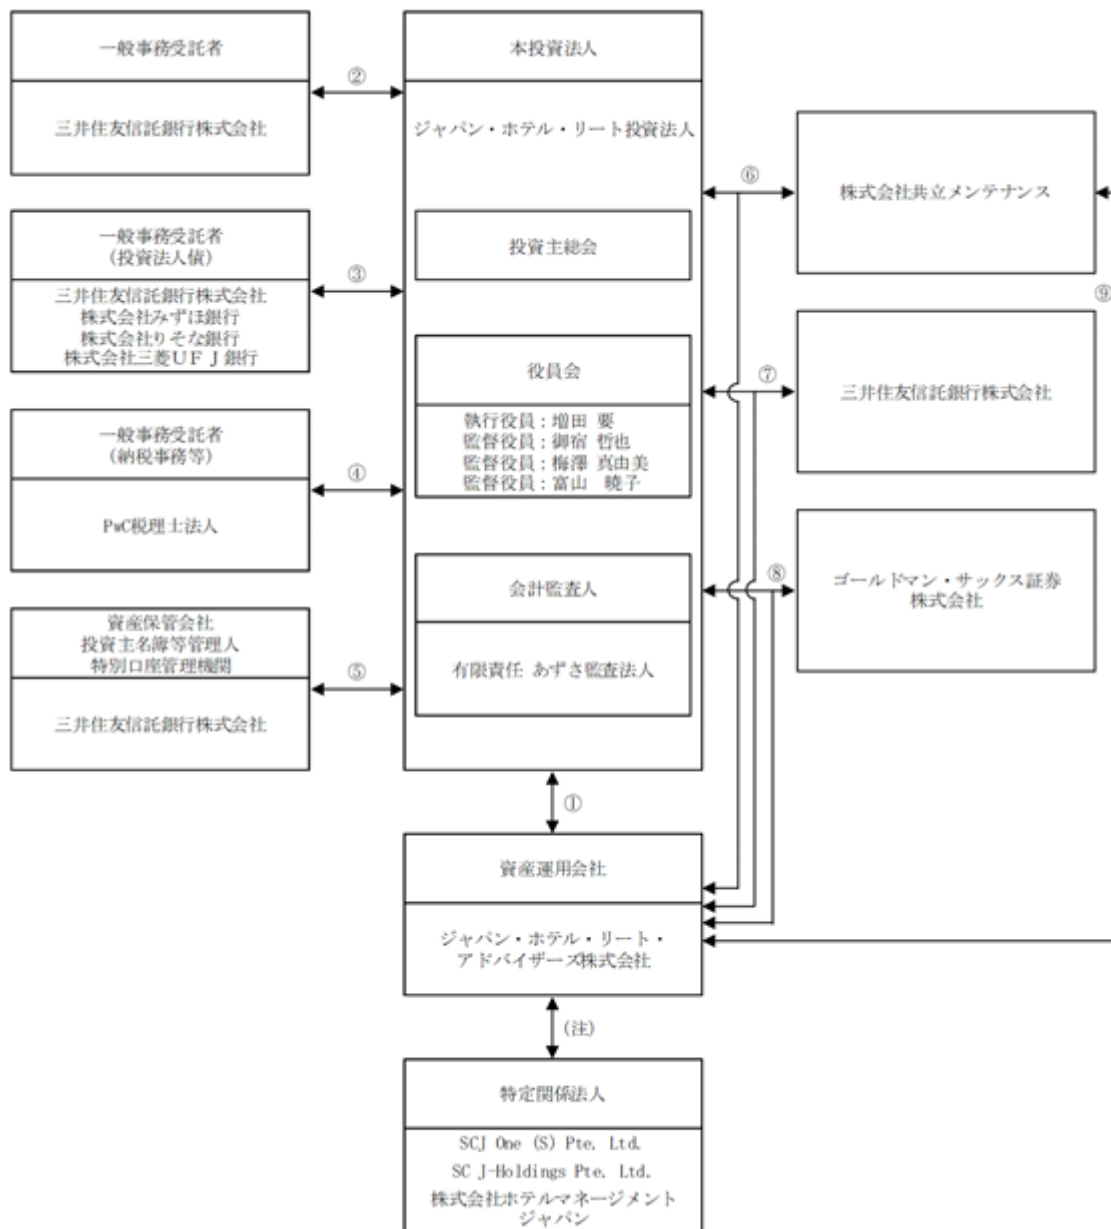 一般事務受託者
三井住友信託銀行株式会社
②
一般事務受託者
(投資法人債)
三井住友信託銀行株式会社
株式会社みずほ銀行
株式会社りそな銀行
株式会社三菱ＵＦＪ銀行
③
一般事務受託者
(納税事務等)
PwC税理士法人
④
資産保管会社
投資主名簿等管理人
特別口座管理機関
三井住友信託銀行株式会社
⑤
本投資法人
ジャパン・ホテル・リート投資法人
投資主総会
役員会
執行役員：増田 要
監督役員：御宿 哲也
監督役員：梅澤 真由美
監督役員：富山 暁子
会計監査人
有限責任 あずさ監査法人
⑥
株式会社共立メンテナンス
⑨
⑦
三井住友信託銀行株式会社
⑧
ゴールドマン・サックス証券
株式会社
①
資産運用会社
ジャパン・ホテル・リート・
アドバイザーズ株式会社
(注)
特定関係法人
SCJ One (S) Pte. Ltd.
SC J-Holdings Pte. Ltd.
株式会社ホテルマネージメント
ジャパン